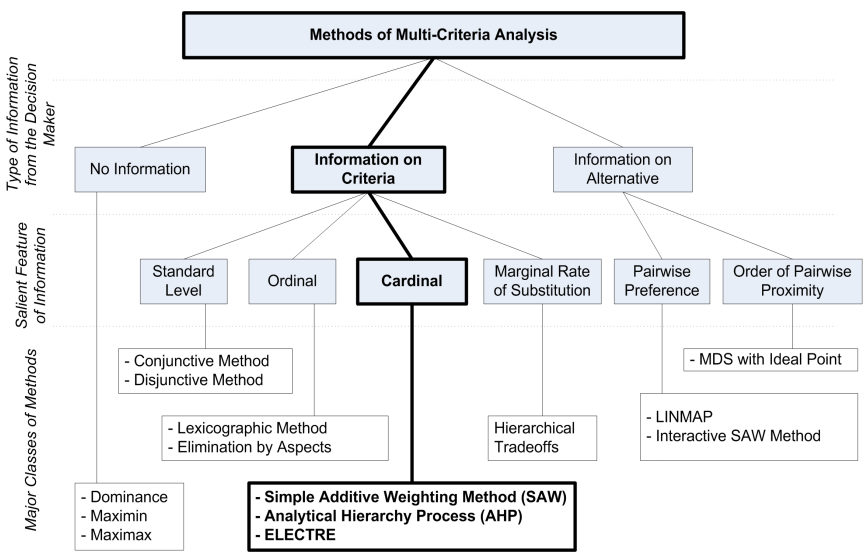 Methods of Multi-Criteria Analysis
Type of Information
from the Decision
Maker
No Information
Information on
Criteria
Information on
Alternative
Salient Feature
of Information
Standard
Level
Ordinal
Cardinal
Marginal Rate
of Substitution
Pairwise
Preference
Order of Pairwise
Proximity
Major Classes of Methods
- Conjunctive Method
- Disjunctive Method
- MDS with Ideal Point
- Lexicographic Method
- Elimination by Aspects
Hierarchical
Tradeoffs
- LINMAP
- Interactive SAW Method
- Dominance
- Maximin
- Maximax
- Simple Additive Weighting Method (SAW)
- Analytical Hierarchy Process (AHP)
- ELECTRE